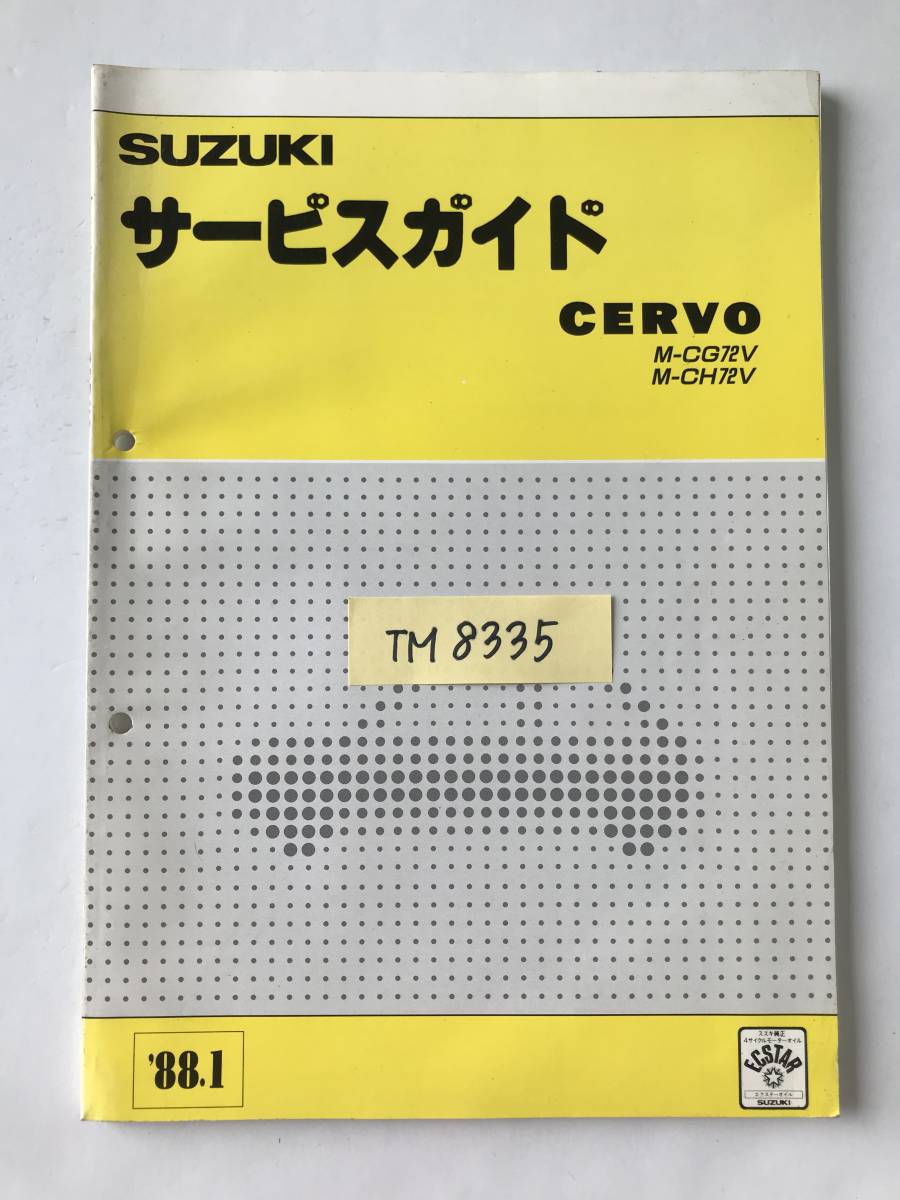 SUZUKI
サービスガイド
CERVO
M-CG72V
M-CH72V
TM 8335
'88.1
スズキ純正
4サイクルモーターオイル
ECSTAR
エクスターオイル
SUZUKI